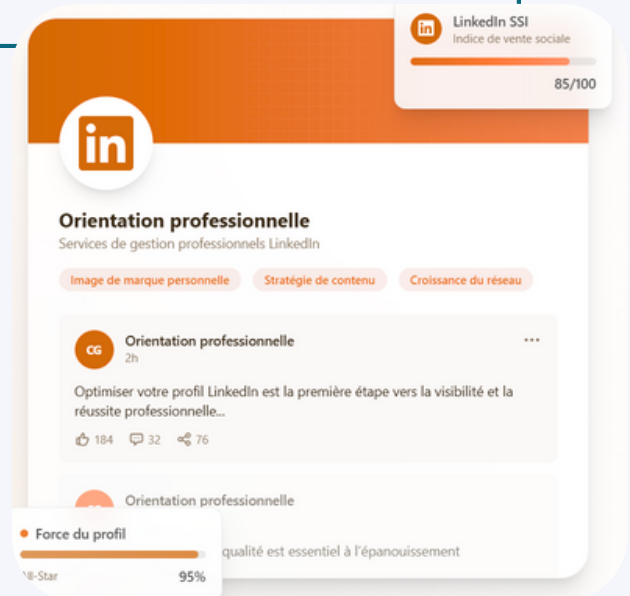 in
LinkedIn SSI
Indice de vente sociale
85/100
in
Orientation professionnelle
Services de gestion professionnels LinkedIn
Image de marque personnelle
Stratégie de contenu
Croissance du réseau
CG
Orientation professionnelle
2h
Optimiser votre profil LinkedIn est la première étape vers la visibilité et la
réussite professionnelle...
184
32
76
Orientation professionnelle
qualité est essentiel à l'épanouissement
Force du profil
-Star
95%